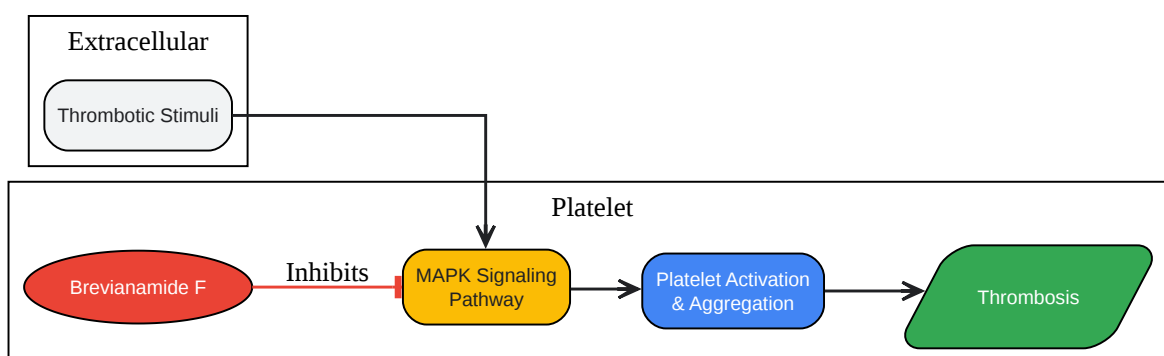 Extracellular
Thrombotic Stimuli
Platelet
Brevianamide F
Inhibits
MAPK Signaling
Pathway
Platelet Activation
& Aggregation
Thrombosis